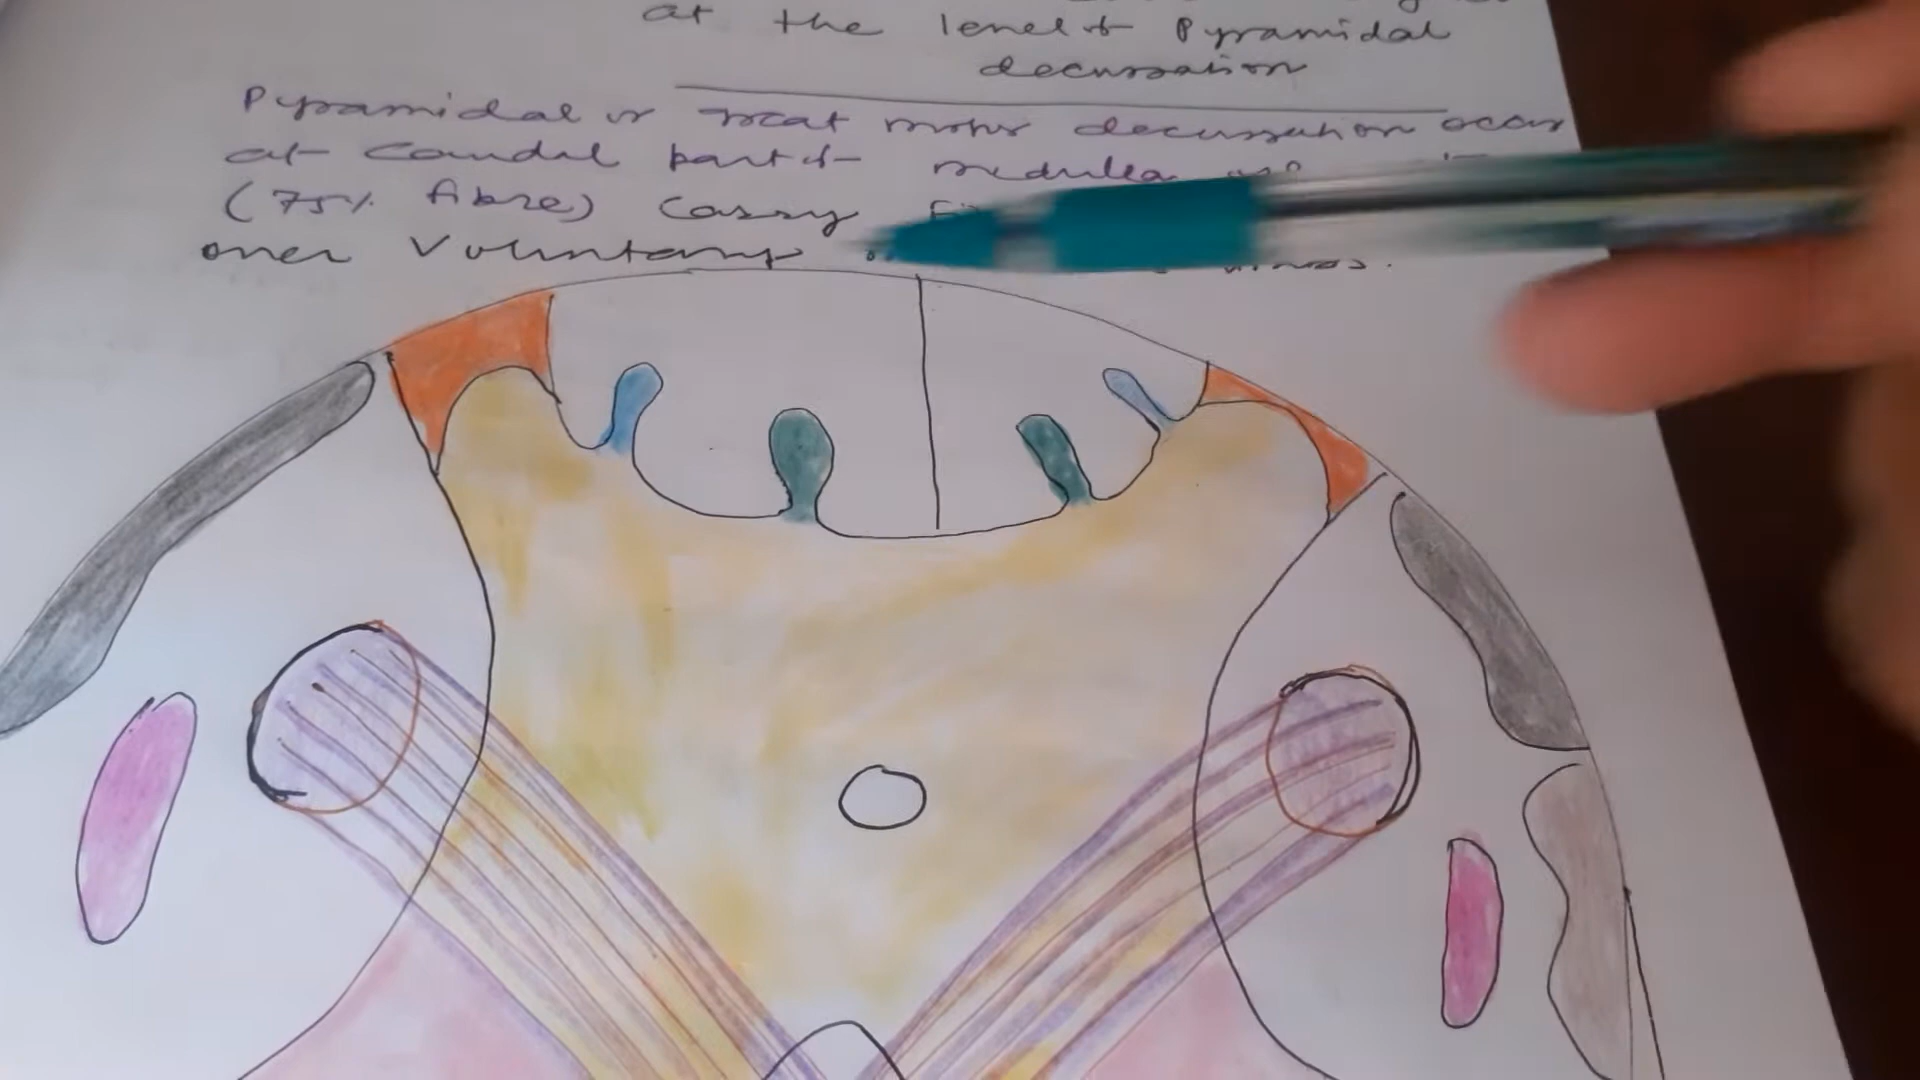 at the level of Pyramidal
decussation
Pyramidal or great motor decussation occur
at Caudal part of medulla
(75% fibre) Carry
over Voluntary